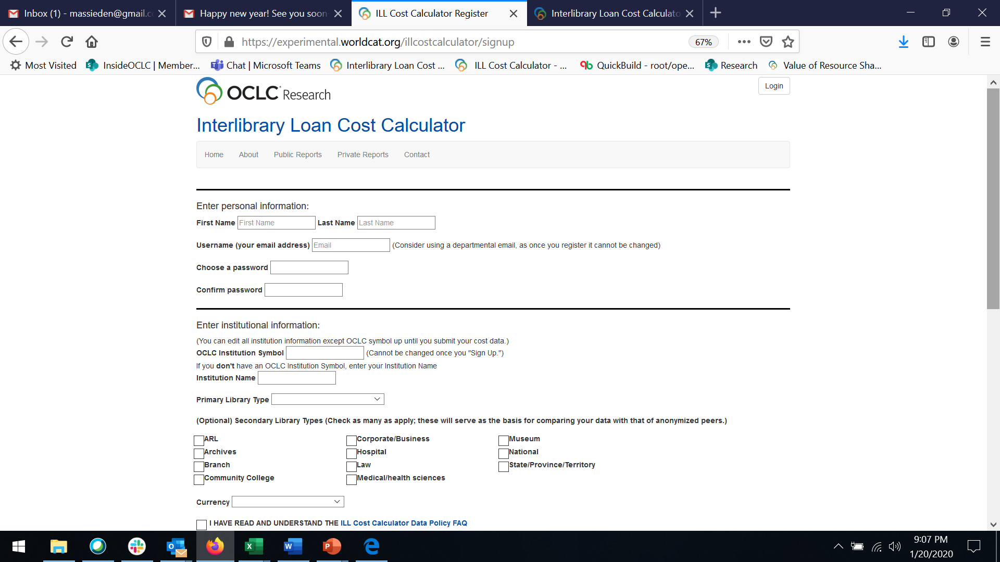 Inbox (1) - massieden@gmail.c
Happy new year! See you soon
ILL Cost Calculator Register
Interlibrary Loan Cost Calculato
https://experimental.worldcat.org/illcostcalculator/signup
67%
Most Visited
InsideOCLC | Member...
Chat | Microsoft Teams
Interlibrary Loan Cost ...
ILL Cost Calculator - ...
QuickBuild - root/ope...
Research
Value of Resource Sha...
OCLC Research
Login
Interlibrary Loan Cost Calculator
Home About Public Reports Private Reports Contact
Enter personal information:
First Name First Name Last Name Last Name
Username (your email address) Email (Consider using a departmental email, as once you register it cannot be changed)
Choose a password
Confirm password
Enter institutional information:
(You can edit all institution information except OCLC symbol up until you submit your cost data.)
OCLC Institution Symbol (Cannot be changed once you "Sign Up.")
If you don't have an OCLC Institution Symbol, enter your Institution Name
Institution Name
Primary Library Type
(Optional) Secondary Library Types (Check as many as apply; these will serve as the basis for comparing your data with that of anonymized peers.)
ARL Corporate/Business Museum
Archives Hospital National
Branch Law State/Province/Territory
Community College Medical/health sciences
Currency
I HAVE READ AND UNDERSTAND THE ILL Cost Calculator Data Policy FAQ
9:07 PM
1/20/2020